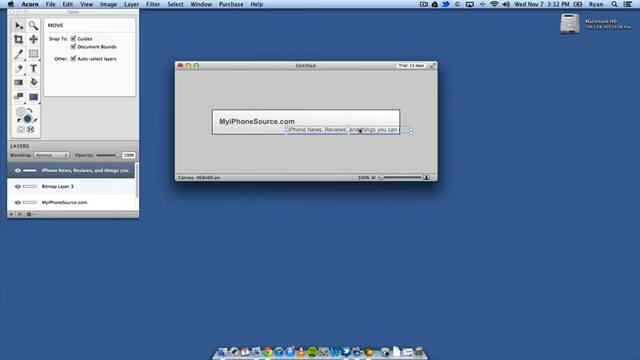 Acorn File Edit View Image Layer Select Filter Window Purchase Help Wed Nov 7 3:32 PM Ryan
Tools
MOVE
Snap To: Guides
Document Bounds
Other: Auto-select layers
LAYERS
Blending: Normal Opacity: 100%
iPhone News, Reviews, and things you...
Bitmap Layer 3
MyiPhoneSource.com
Untitled
Trial: 13 days
MyiPhoneSource.com
iPhone News, Reviews, and things you can
Canvas: 468x60 px
100%
Macintosh HD